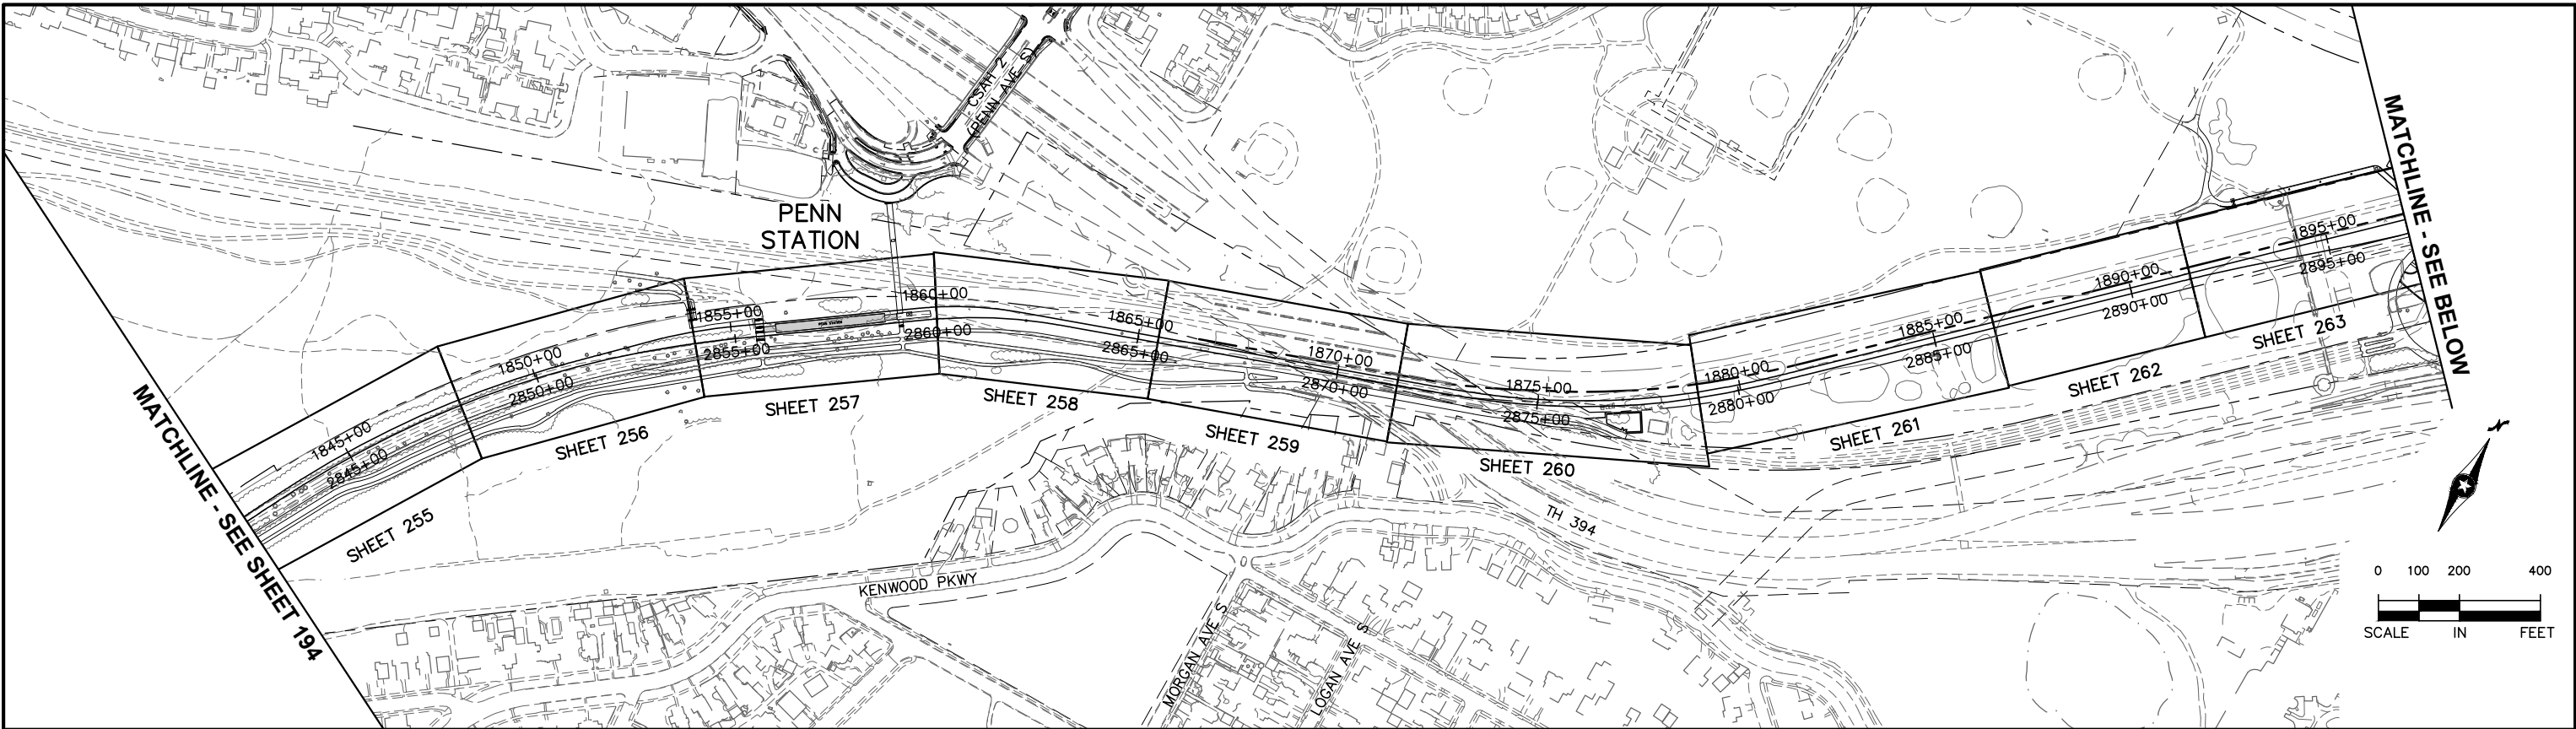 CSAH 2
(PENN AVE S)
PENN
STATION
MATCHLINE - SEE BELOW
MATCHLINE - SEE SHEET 194
1845+00
2845+00
1850+00
2850+00
1855+00
2855+00
1860+00
2860+00
1865+00
2865+00
1870+00
2870+00
1875+00
2875+00
1880+00
2880+00
1885+00
2885+00
1890+00
2890+00
1895+00
2895+00
SHEET 255
SHEET 256
SHEET 257
SHEET 258
SHEET 259
SHEET 260
SHEET 261
SHEET 262
SHEET 263
TH 394
KENWOOD PKWY
MORGAN AVE S
LOGAN AVE S
N
0 100 200 400
SCALE IN FEET